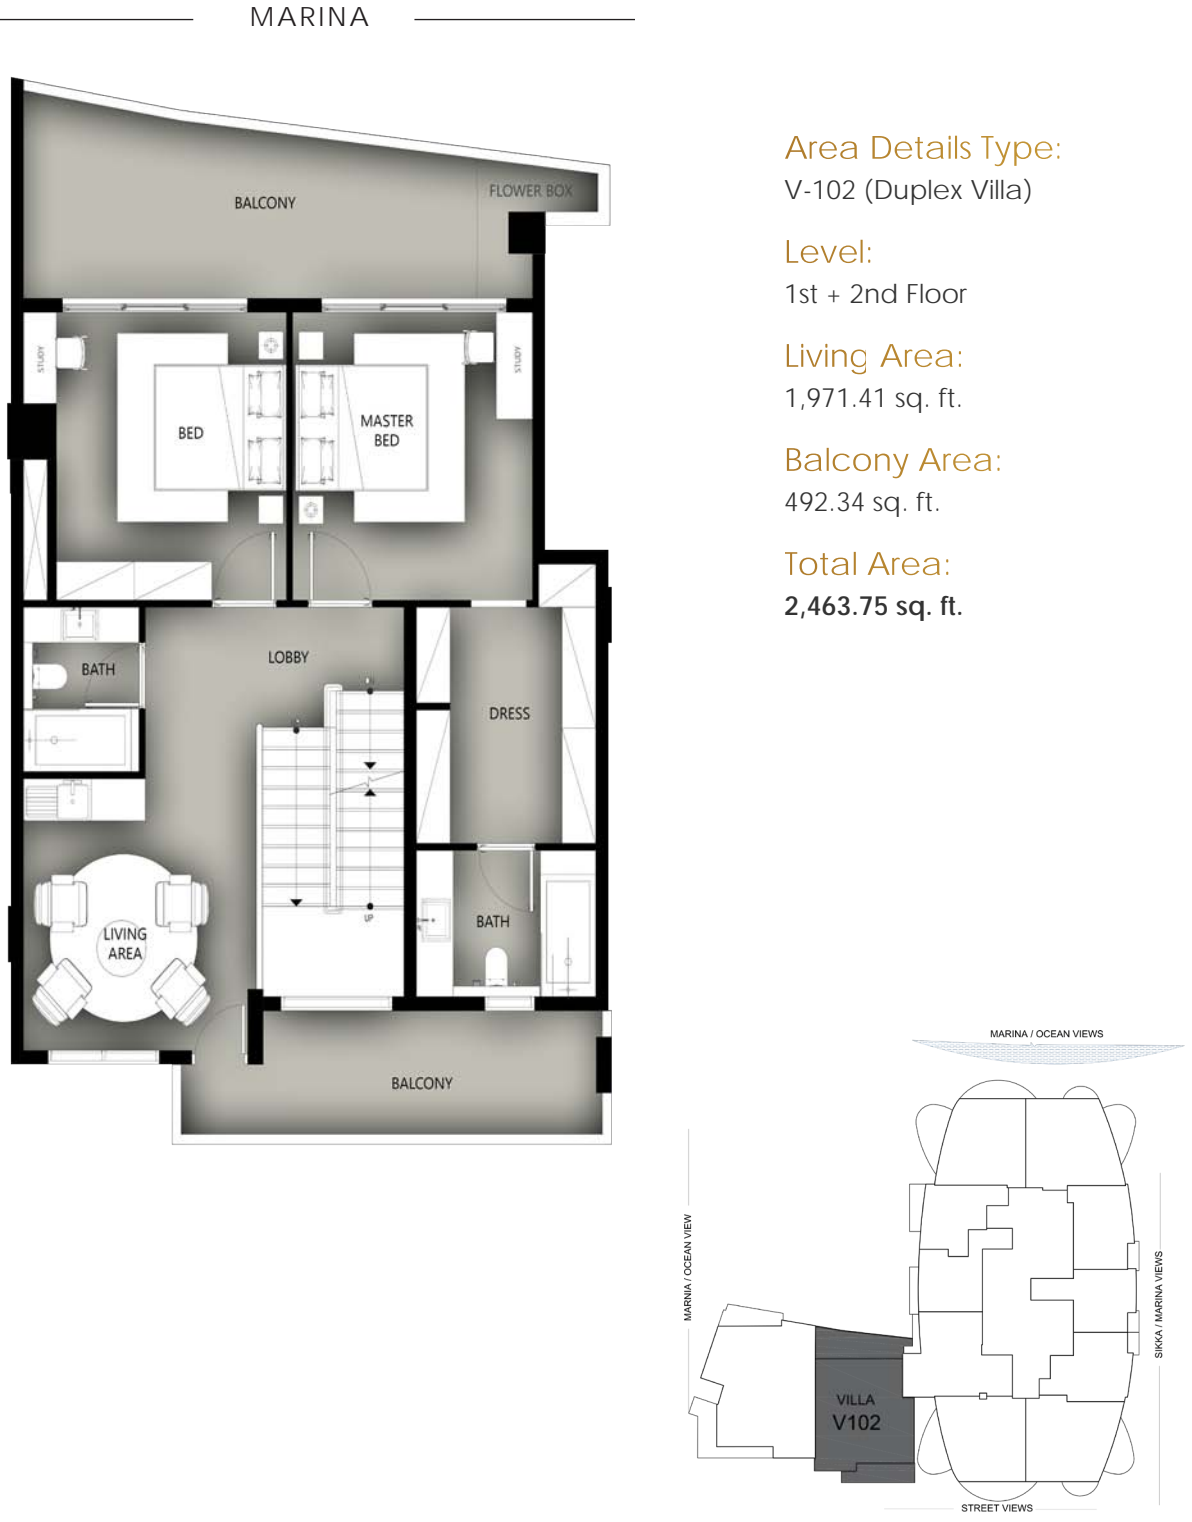 MARINA
BALCONY
FLOWER BOX
STUDY
STUDY
BED
MASTER
BED
BATH
LOBBY
DRESS
UP
BATH
LIVING
AREA
BALCONY
Area Details Type:
V-102 (Duplex Villa)
Level:
1st + 2nd Floor
Living Area:
1,971.41 sq. ft.
Balcony Area:
492.34 sq. ft.
Total Area:
2,463.75 sq. ft.
MARINA / OCEAN VIEWS
MARNIA / OCEAN VIEW
SIKKA / MARINA VIEWS
VILLA
V102
STREET VIEWS